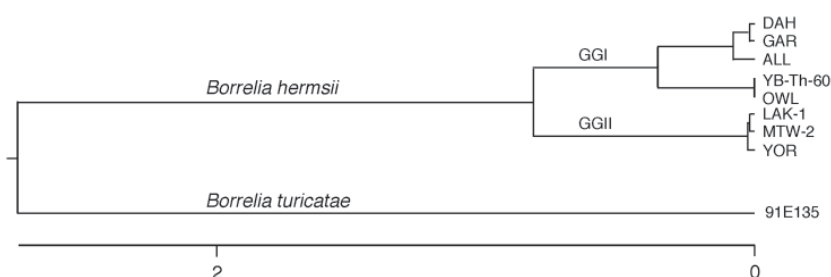 DAH
GAR
GGI
ALL
Borrelia hermsii
YB-Th-60
OWL
LAK-1
GGII
MTW-2
YOR
Borrelia turicatae
91E135
2
0